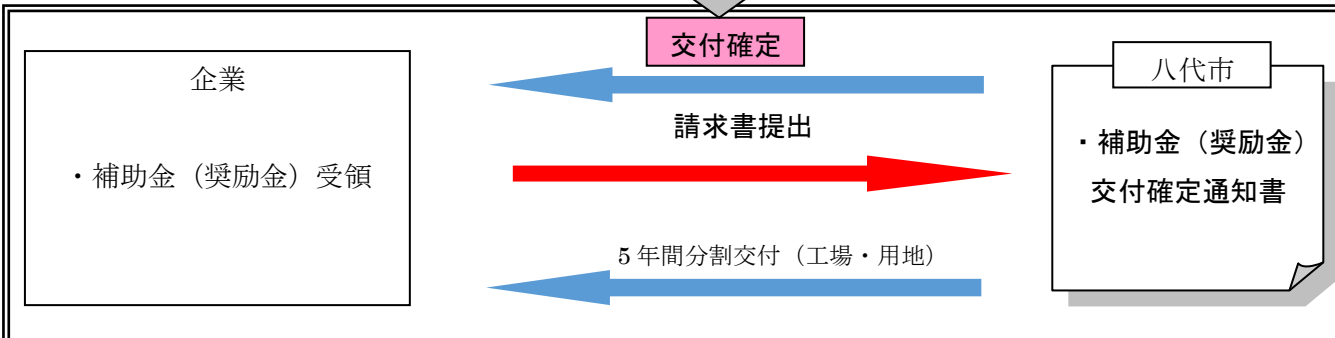 交付確定
企業
・補助金（奨励金）受領
請求書提出
5 年間分割交付（工場・用地）
八代市
・補助金（奨励金）
交付確定通知書